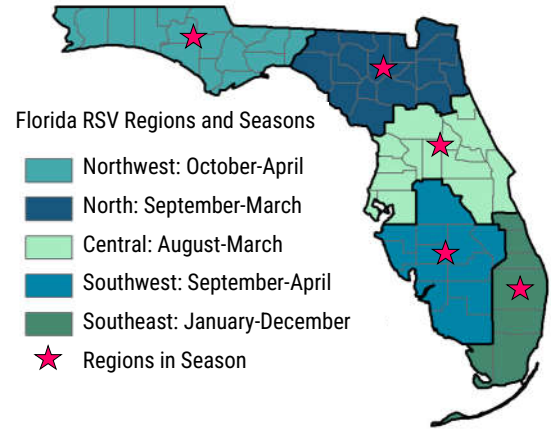 Florida RSV Regions and Seasons
Northwest: October-April
North: September-March
Central: August-March
Southwest: September-April
Southeast: January-December
Regions in Season